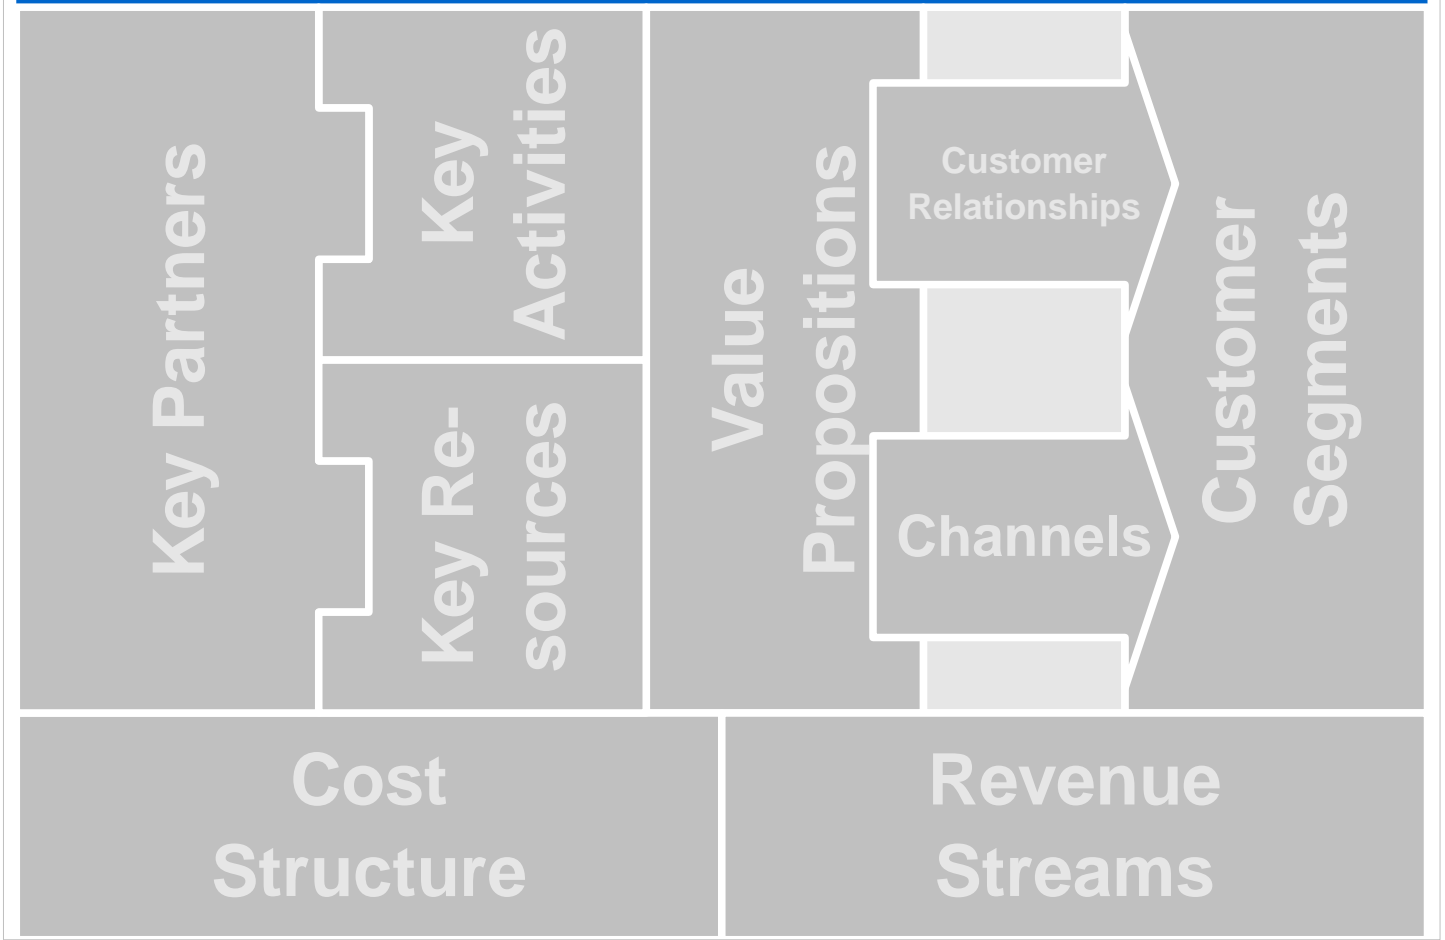 Key Partners
Key
Activities
Key Re-
sources
Value
Propositions
Customer
Relationships
Channels
Customer
Segments
Cost
Structure
Revenue
Streams